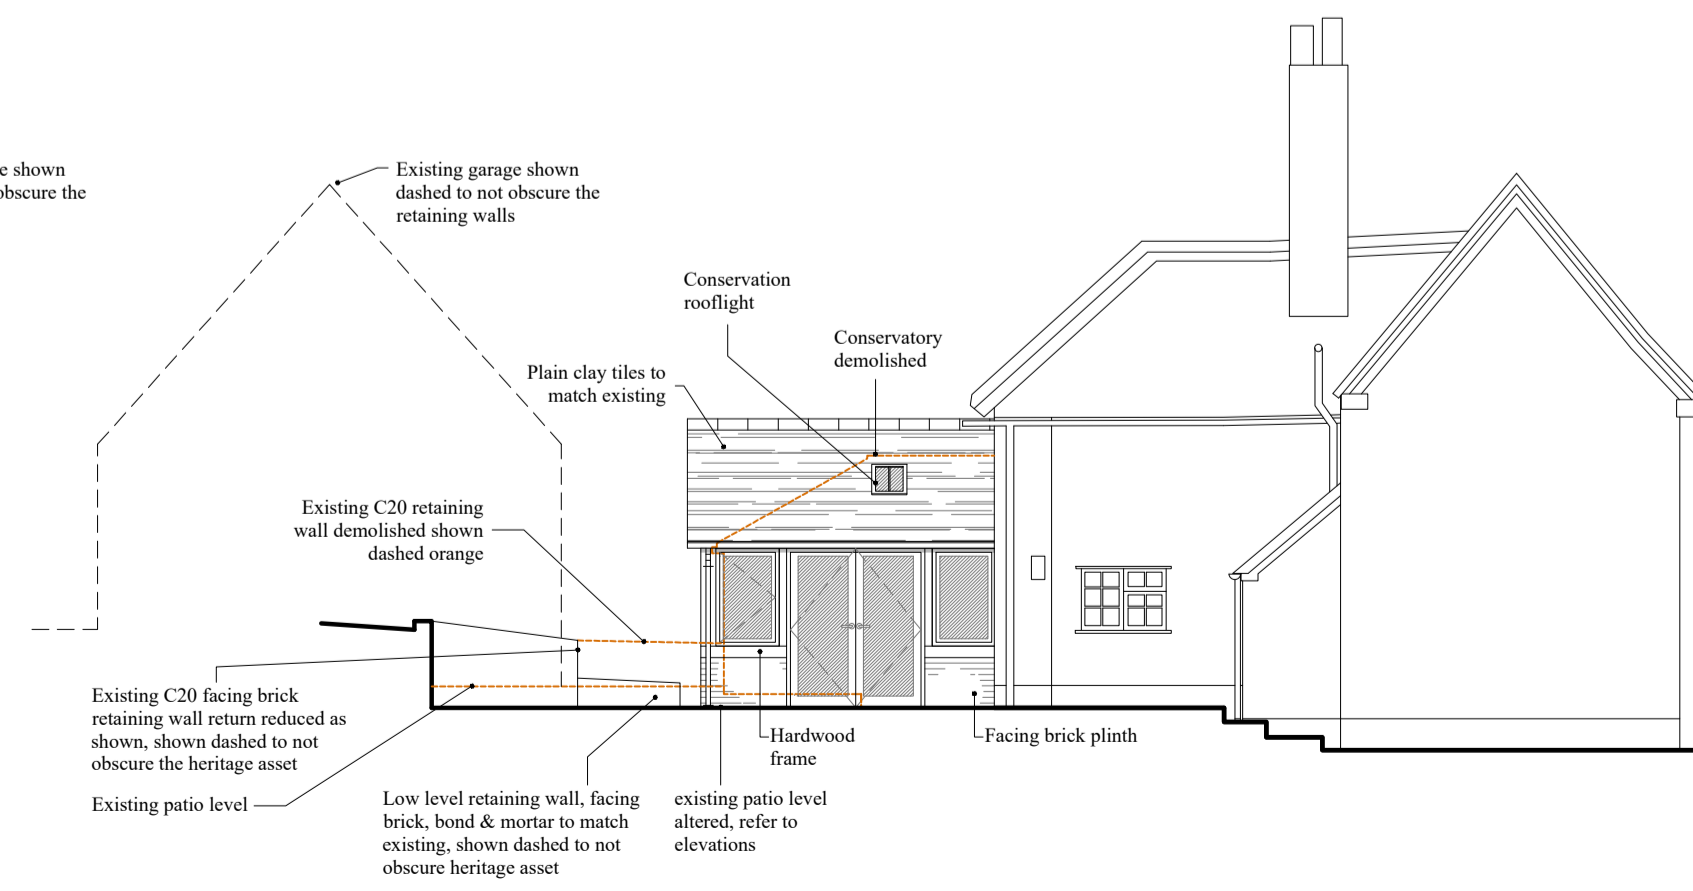 e shown
obscure the
Existing garage shown
dashed to not obscure the
retaining walls
Conservation
rooflight
Conservatory
demolished
Plain clay tiles to
match existing
Existing C20 retaining
wall demolished shown
dashed orange
Existing C20 facing brick
retaining wall return reduced as
shown, shown dashed to not
obscure the heritage asset
Existing patio level
Hardwood
frame
Facing brick plinth
Low level retaining wall, facing
brick, bond & mortar to match
existing, shown dashed to not
obscure heritage asset
existing patio level
altered, refer to
elevations